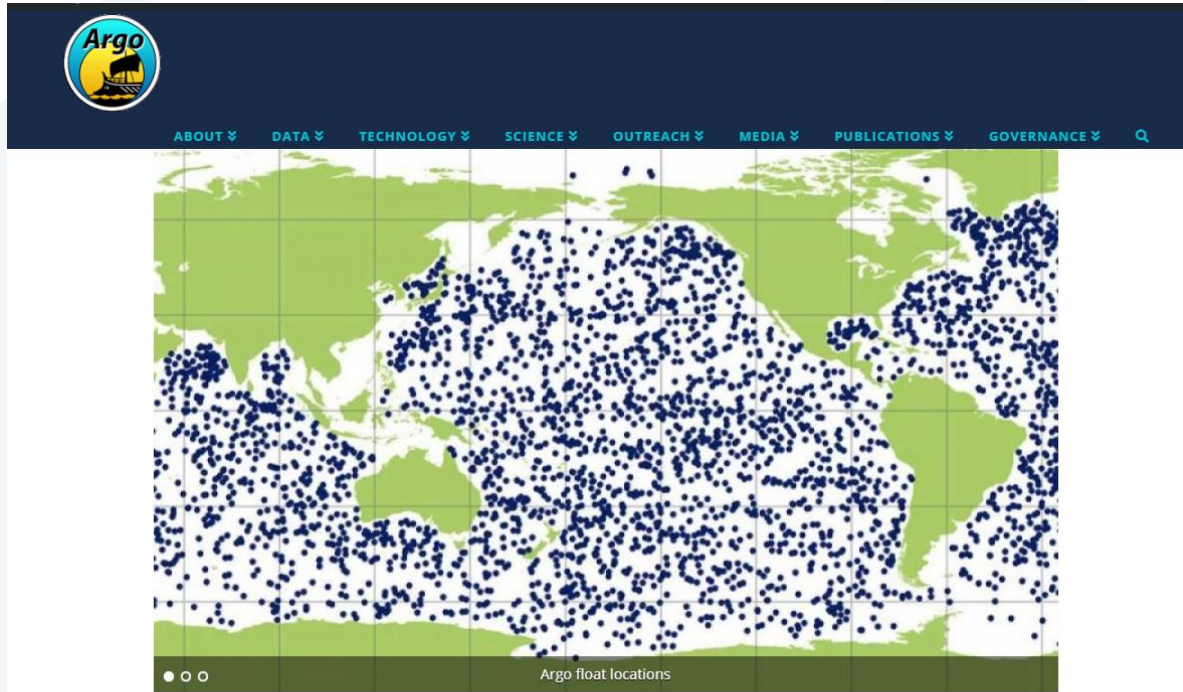 Argo
ABOUT DATA TECHNOLOGY SCIENCE OUTREACH MEDIA PUBLICATIONS GOVERNANCE
Argo float locations